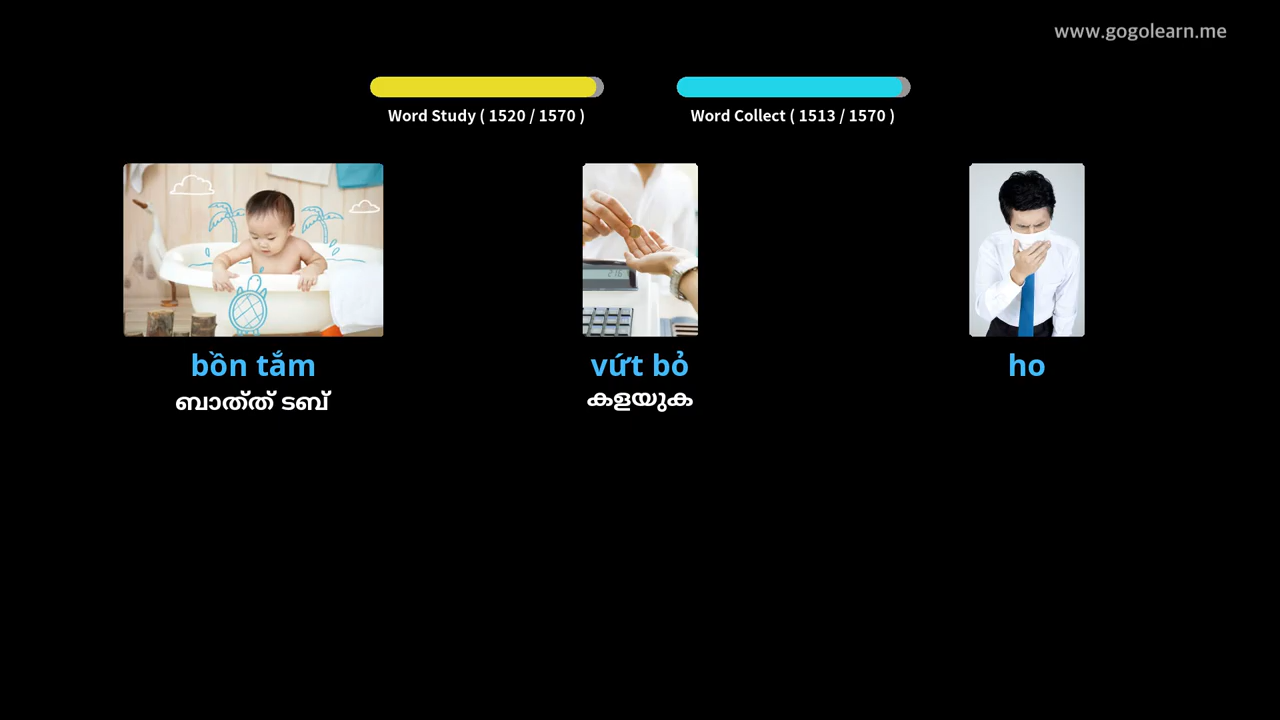 www.gogolearn.me
Word Study ( 1520 / 1570 )
Word Collect ( 1513 / 1570 )
bồn tắm
vứt bỏ
ho
ബാത്ത് ടബ്
കളയുക